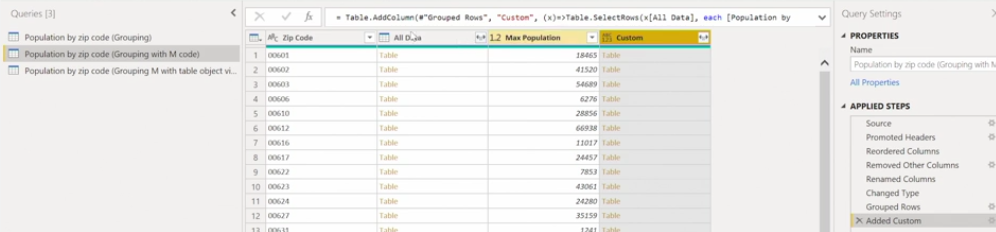 Queries [3]
Population by zip code (Grouping)
Population by zip code (Grouping with M code)
Population by zip code (Grouping M with table object vi...
= Table.AddColumn(#"Grouped Rows", "Custom", (x)=>Table.SelectRows(x[All Data], each [Population by
Zip Code All Data 1.2 Max Population Custom
1 00601 Table 18465 Table
2 00602 Table 41520 Table
3 00603 Table 54689 Table
4 00606 Table 6276 Table
5 00610 Table 28856 Table
6 00612 Table 66938 Table
7 00616 Table 11017 Table
8 00617 Table 24457 Table
9 00622 Table 7853 Table
10 00623 Table 43061 Table
11 00624 Table 24280 Table
12 00627 Table 35159 Table
13 00631 Table 1241 Table
Query Settings
PROPERTIES
Name
Population by zip code (Grouping with M
All Properties
APPLIED STEPS
Source
Promoted Headers
Reordered Columns
Removed Other Columns
Renamed Columns
Changed Type
Grouped Rows
Added Custom